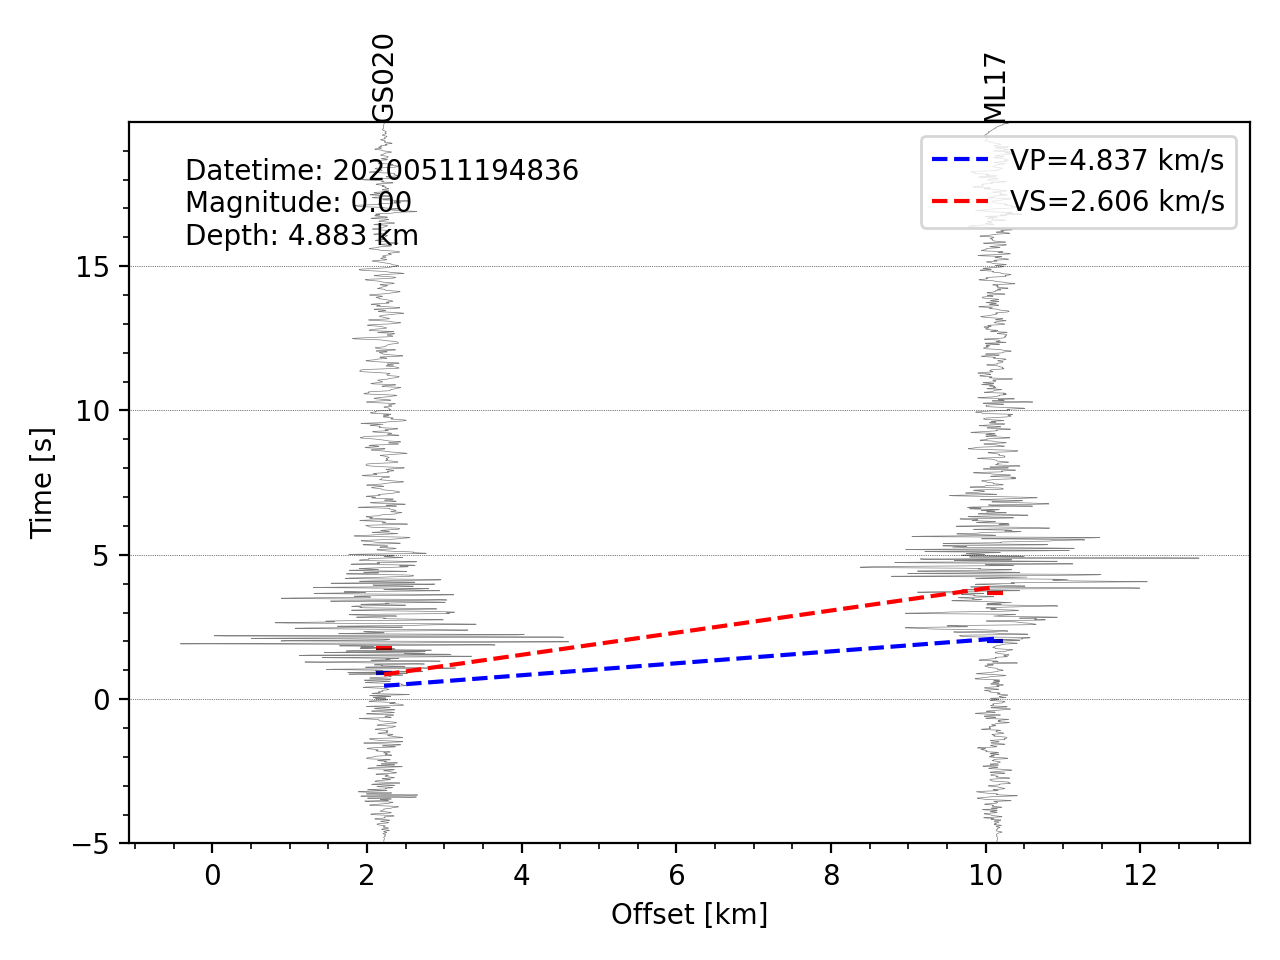 GS020
ML17
Datetime: 20200511194836
Magnitude: 0.00
Depth: 4.883 km
VP=4.837 km/s
VS=2.606 km/s
15
10
5
0
−5
Time [s]
0 2 4 6 8 10 12
Offset [km]